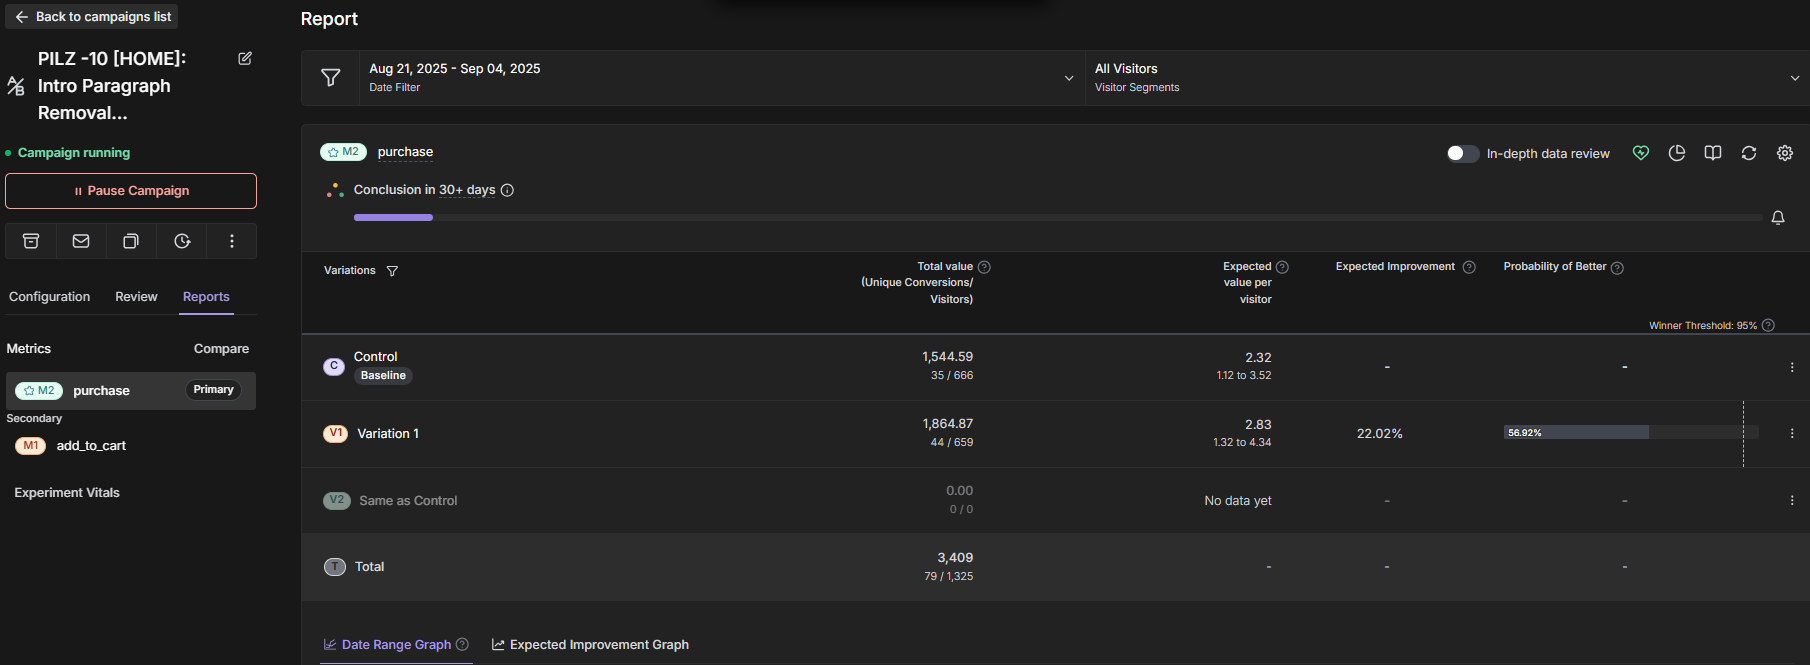 Back to campaigns list
PILZ -10 [HOME]:
Intro Paragraph
Removal...
A/B
Campaign running
Pause Campaign
Configuration
Review
Reports
Metrics
Compare
M2
purchase
Primary
Secondary
M1
add_to_cart
Experiment Vitals
Report
Aug 21, 2025 - Sep 04, 2025
Date Filter
All Visitors
Visitor Segments
M2
purchase
In-depth data review
Conclusion in 30+ days
Variations
Total value
(Unique Conversions/
Visitors)
Expected
value per
visitor
Expected Improvement
Probability of Better
Winner Threshold: 95%
C
Control
Baseline
1,544.59
35 / 666
2.32
1.12 to 3.52
-
-
V1
Variation 1
1,864.87
44 / 659
2.83
1.32 to 4.34
22.02%
56.92%
V2
Same as Control
0.00
0 / 0
No data yet
-
-
T
Total
3,409
79 / 1,325
-
-
-
Date Range Graph
Expected Improvement Graph